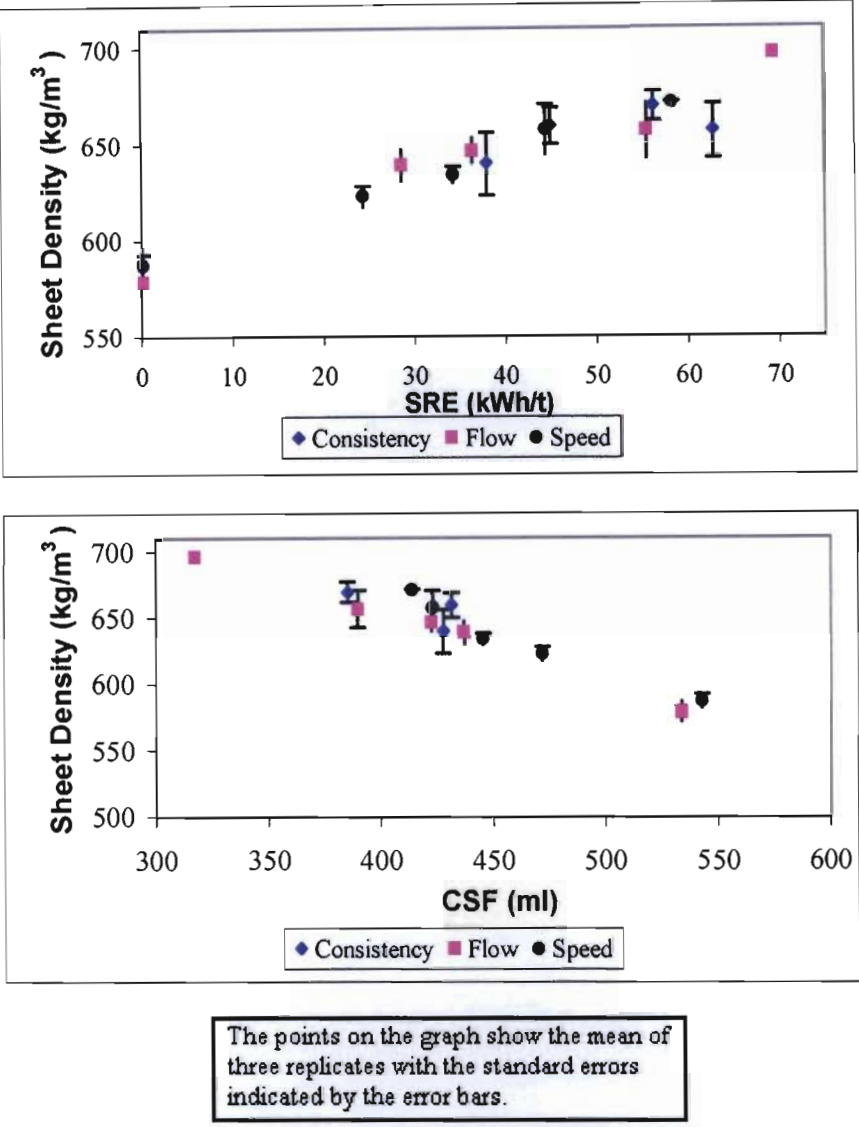 Sheet Density (kg/m³)
700
650
600
550
0 10 20 30 40 50 60 70
SRE (kWh/t)
Consistency Flow Speed
Sheet Density (kg/m³)
700
650
600
550
500
300 350 400 450 500 550 600
CSF (ml)
Consistency Flow Speed
The points on the graph show the mean of
three replicates with the standard errors
indicated by the error bars.